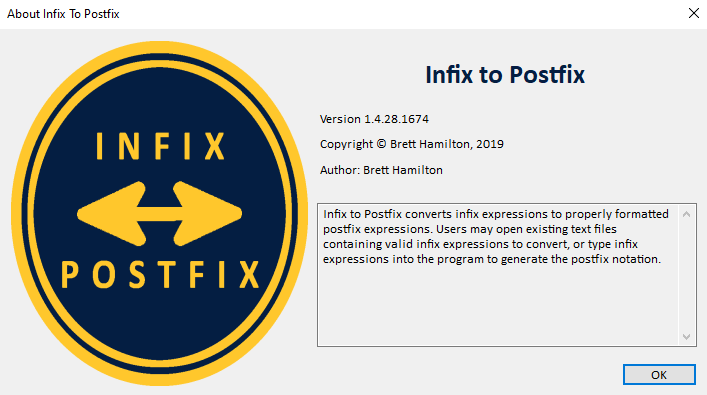 About Infix To Postfix
INFIX
POSTFIX
Infix to Postfix
Version 1.4.28.1674
Copyright © Brett Hamilton, 2019
Author: Brett Hamilton
Infix to Postfix converts infix expressions to properly formatted
postfix expressions. Users may open existing text files
containing valid infix expressions to convert, or type infix
expressions into the program to generate the postfix notation.
OK